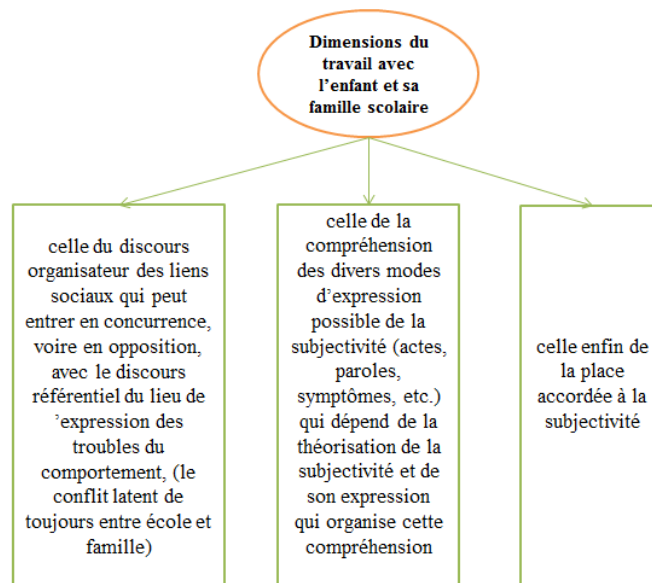 Dimensions du
travail avec
l'enfant et sa
famille scolaire
celle du discours
organisateur des liens
sociaux qui peut
entrer en concurrence,
voire en opposition,
avec le discours
référentiel du lieu de
’expression des
troubles du
comportement, (le
conflit latent de
toujours entre école et
famille)
celle de la
compréhension
des divers modes
d’expression
possible de la
subjectivité (actes,
paroles,
symptômes, etc.)
qui dépend de la
théorisation de la
subjectivité et de
son expression
qui organise cette
compréhension
celle enfin de
la place
accordée à la
subjectivité